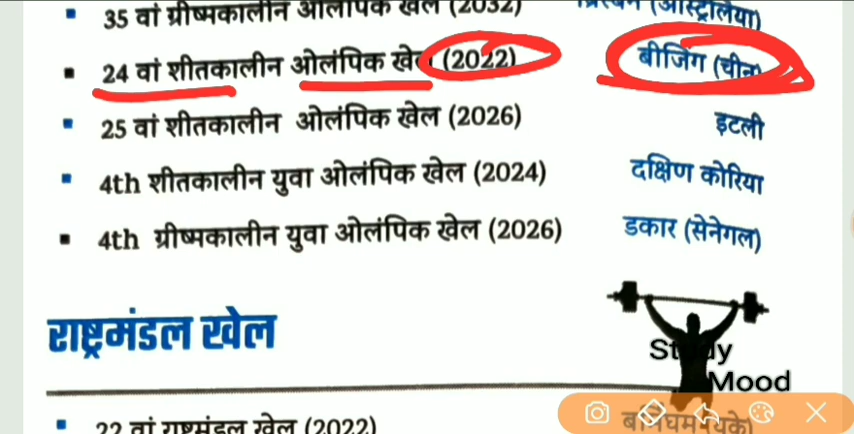 35 वां ग्रीष्मकालीन ओलंपिक खेल (2032) (ऑस्ट्रेलिया)
24 वां शीतकालीन ओलंपिक खेल (2022) बीजिंग (चीन)
25 वां शीतकालीन ओलंपिक खेल (2026) इटली
4th शीतकालीन युवा ओलंपिक खेल (2024) दक्षिण कोरिया
4th ग्रीष्मकालीन युवा ओलंपिक खेल (2026) डकार (सेनेगल)
राष्ट्रमंडल खेल
Study
Mood
22 वां राष्ट्रमंडल खेल (2022)